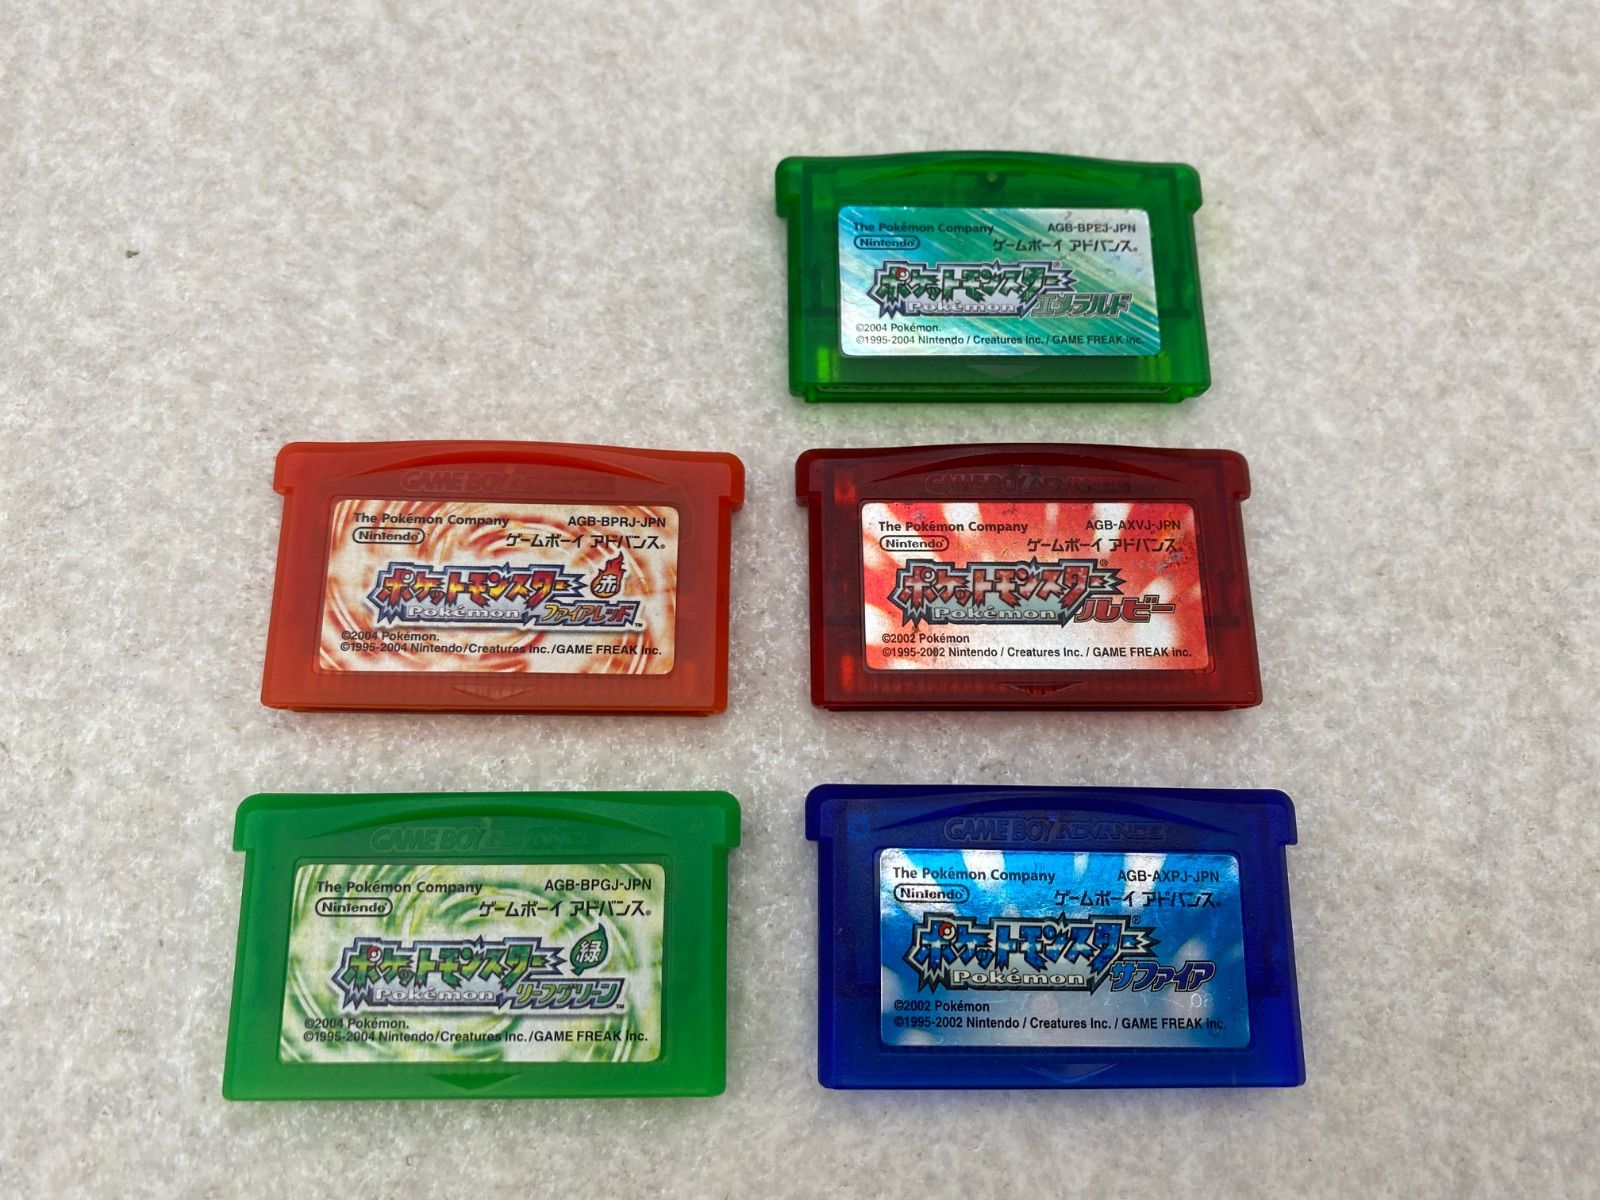 The Pokémon Company AGB-BPEJ-JPN
Nintendo ゲームボーイ アドバンス®
ポケットモンスター®
Pokémon エメラルド
©2004 Pokémon.
©1995-2004 Nintendo / Creatures Inc. / GAME FREAK inc.
GAME BOY ADVANCE
The Pokémon Company AGB-BPRJ-JPN
Nintendo® ゲームボーイ アドバンス®
ポケットモンスター 赤
Pokémon ファイアレッド™
©2004 Pokémon.
©1995-2004 Nintendo/Creatures Inc./GAME FREAK inc.
GAME BOY ADVANCE
The Pokémon Company AGB-AXVJ-JPN
Nintendo® ゲームボーイ アドバンス®
ポケットモンスター®
Pokémon ルビー
©2002 Pokémon
©1995-2002 Nintendo / Creatures Inc. / GAME FREAK inc.
GAME BOY ADVANCE
The Pokémon Company AGB-BPGJ-JPN
Nintendo® ゲームボーイ アドバンス®
ポケットモンスター 緑
Pokémon リーフグリーン™
©2004 Pokémon.
©1995-2004 Nintendo/Creatures Inc./GAME FREAK inc.
GAME BOY ADVANCE
The Pokémon Company AGB-AXPJ-JPN
Nintendo® ゲームボーイ アドバンス®
ポケットモンスター®
Pokémon サファイア
©2002 Pokémon
©1995-2002 Nintendo / Creatures Inc. / GAME FREAK inc.